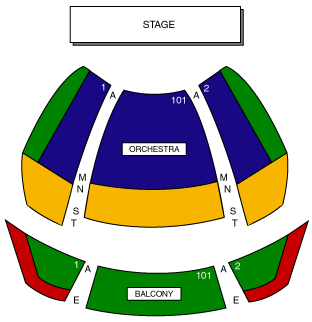 STAGE
1 A 101 A 2
ORCHESTRA
M M
N N
S S
T T
1 A 101 A 2
BALCONY
E E